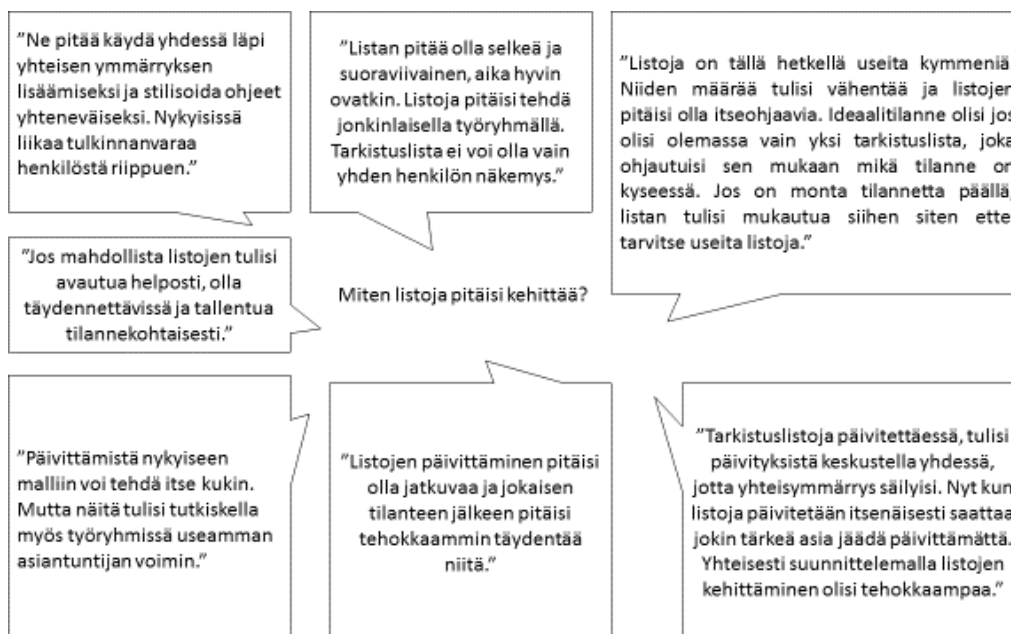 ”Ne pitää käydä yhdessä läpi
yhteisen ymmärryksen
lisäämiseksi ja stilisoida ohjeet
yhteneväiseksi. Nykyisissä
liikaa tulkinnanvaraa
henkilöstä riippuen.”
”Listan pitää olla selkeä ja
suoraviivainen, aika hyvin
ovatkin. Listoja pitäisi tehdä
jonkinlaisella työryhmällä.
Tarkistuslista ei voi olla vain
yhden henkilön näkemys.”
”Listoja on tällä hetkellä useita kymmeniä
Niiden määrää tulisi vähentää ja listojen
pitäisi olla itseohjaavia. Ideaalitilanne olisi jos
olisi olemassa vain yksi tarkistuslista, joka
ohjautuisi sen mukaan mikä tilanne on
kyseessä. Jos on monta tilannetta päällä,
listan tulisi mukautua siihen siten ette
tarvitse useita listoja.”
”Jos mahdollista listojen tulisi
avautua helposti, olla
täydennettävissä ja tallentua
tilannekohtaisesti.”
Miten listoja pitäisi kehittää?
”Päivittämistä nykyiseen
malliin voi tehdä itse kukin.
Mutta näitä tulisi tutkiskella
myös työryhmissä useamman
asiantuntijan voimin.”
”Listojen päivittäminen pitäisi
olla jatkuvaa ja jokaisen
tilanteen jälkeen pitäisi
tehokkaammin täydentää
niitä.”
”Tarkistuslistoja päivitettäessä, tulisi
päivityksistä keskustella yhdessä,
jotta yhteisymmärrys säilyisi. Nyt kun
listoja päivitetään itsenäisesti saattaa
jokin tärkeä asia jäädä päivittämättä.
Yhteisesti suunnittelemalla listojen
kehittäminen olisi tehokkaampaa.”